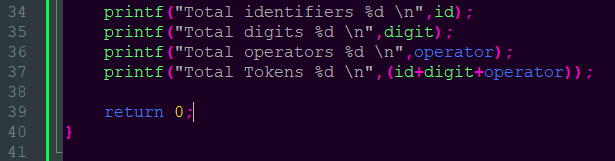 34 printf("Total identifiers %d \n",id);
35 printf("Total digits %d \n",digit);
36 printf("Total operators %d \n",operator);
37 printf("Total Tokens %d \n",(id+digit+operator));
38
39 return 0;
40 }
41